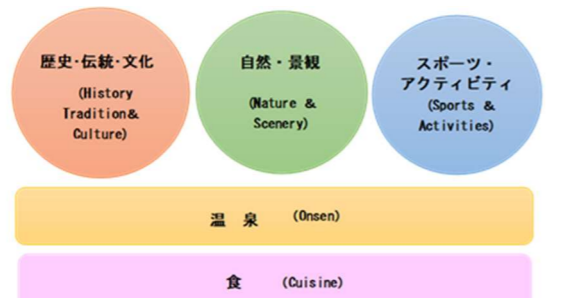 歴史・伝統・文化
(History
Tradition&
Culture)
自然・景観
(Nature &
Scenery)
スポーツ・
アクティビティ
(Sports &
Activities)
温 泉 (Onsen)
食 (Cuisine)